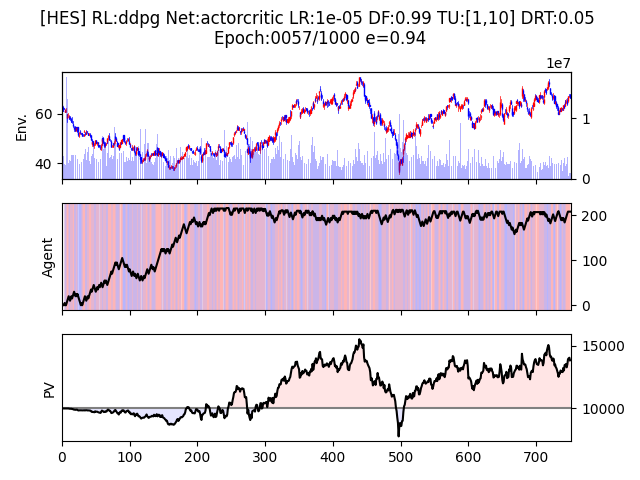 [HES] RL:ddpg Net:actorcritic LR:1e-05 DF:0.99 TU:[1,10] DRT:0.05
Epoch:0057/1000 e=0.94
1e7
Env.
60
40
1
0
Agent
200
100
0
PV
15000
10000
0 100 200 300 400 500 600 700